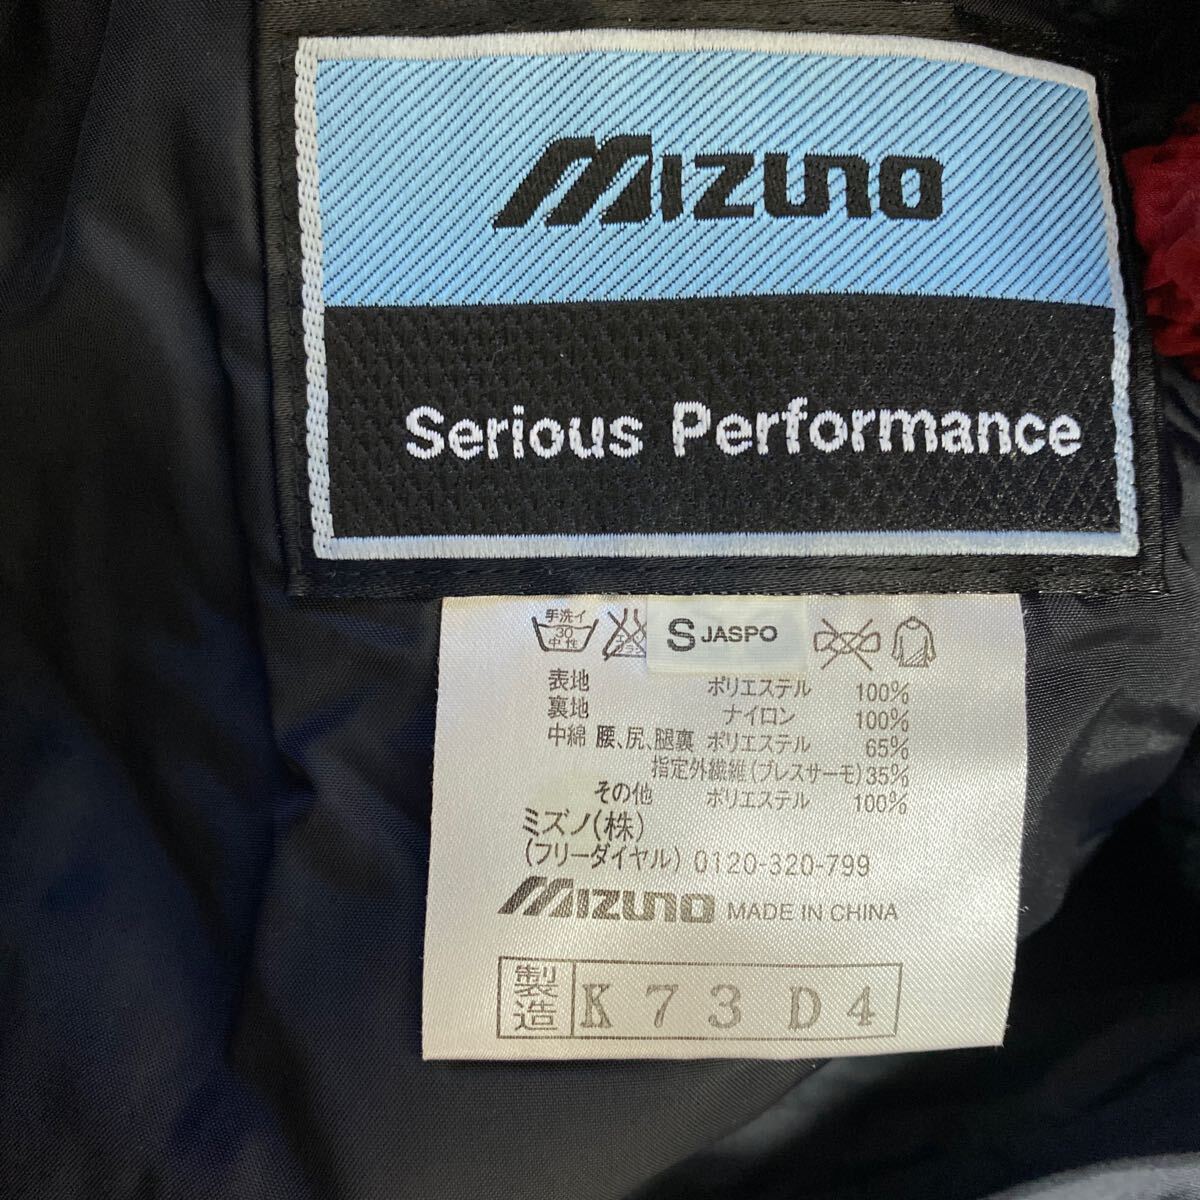 MIZUNO
Serious Performance
手洗イ
30
中性
S JASPO
表地 ポリエステル 100%
裏地 ナイロン 100%
中綿 腰、尻、腿裏 ポリエステル 65%
指定外繊維(ブレスサーモ)35%
その他 ポリエステル 100%
ミズノ(株)
(フリーダイヤル) 0120-320-799
MIZUNO MADE IN CHINA
製造 K73 D4